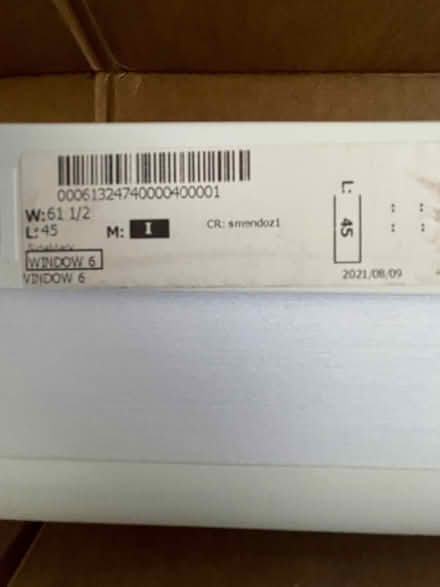 00061324740000400001
W: 61 1/2
L: 45
M: I
CR: smendoz1
WINDOW 6
WINDOW 6
L: 45
: :
: :
2021/08/09